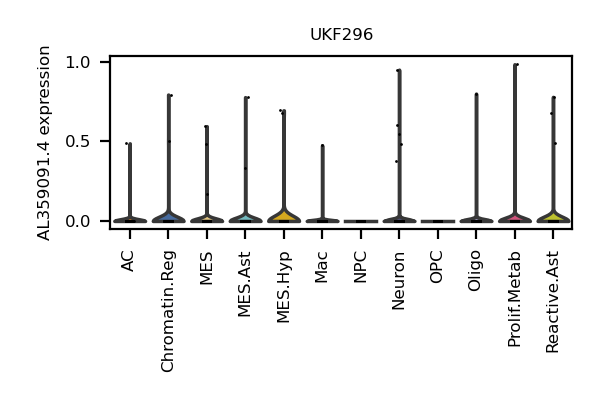 UKF296
AL359091.4 expression
1.0
0.5
0.0
AC
Chromatin.Reg
MES
MES.Ast
MES.Hyp
Mac
NPC
Neuron
OPC
Oligo
Prolif.Metab
Reactive.Ast